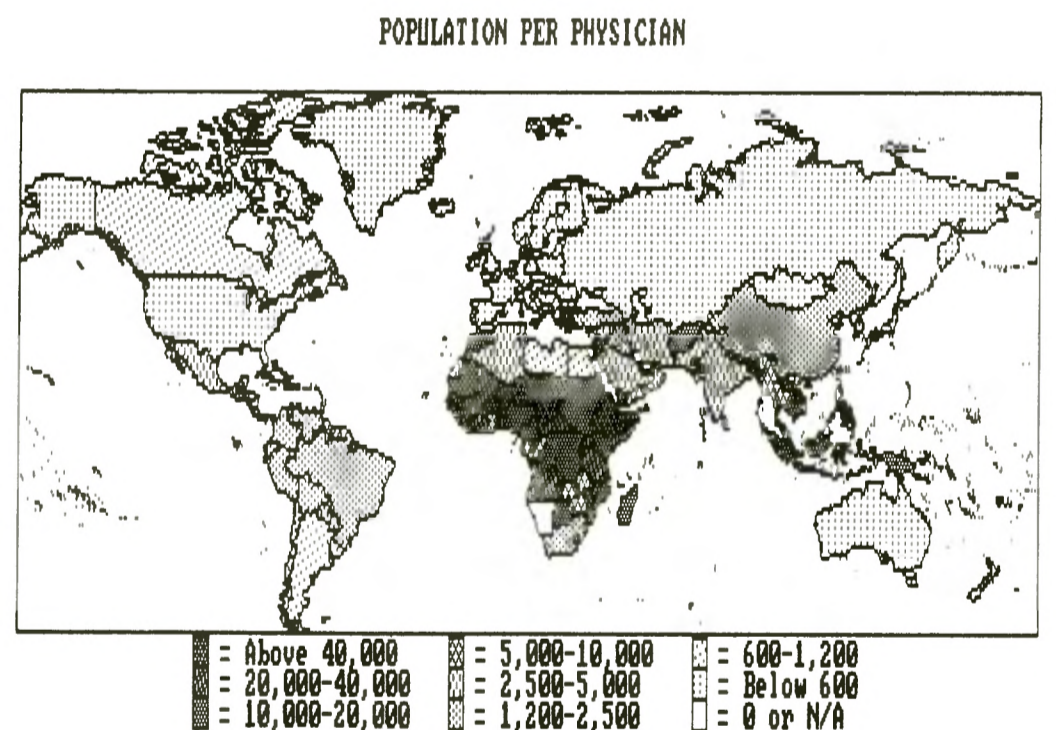 POPULATION PER PHYSICIAN
= Above 40,000
= 20,000-40,000
= 10,000-20,000
= 5,000-10,000
= 2,500-5,000
= 1,200-2,500
= 600-1,200
= Below 600
= 0 or N/A